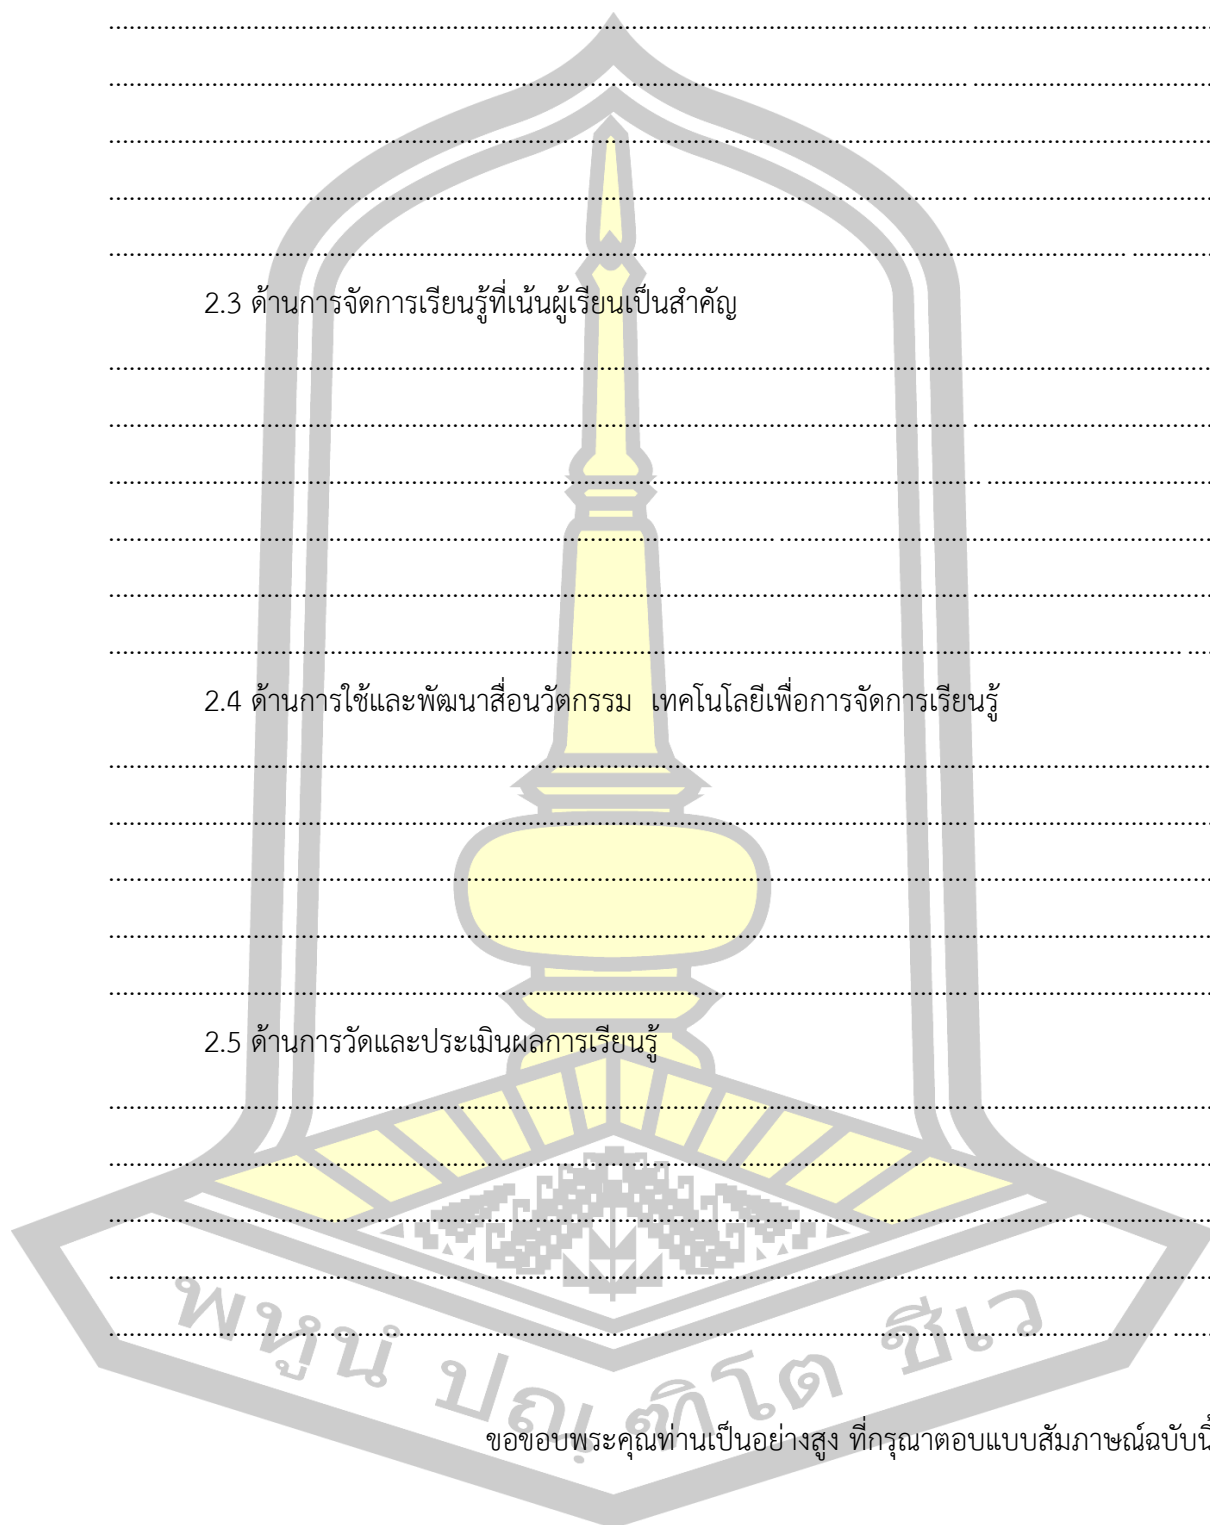 2.3 ด้านการจัดการเรียนรู้ที่เน้นผู้เรียนเป็นสำคัญ
2.4 ด้านการใช้และพัฒนาสื่อนวัตกรรม เทคโนโลยีเพื่อการจัดการเรียนรู้
2.5 ด้านการวัดและประเมินผลการเรียนรู้
พหูนํ ปณฺฑิโต ชีเว
ขอขอบพระคุณท่านเป็นอย่างสูง ที่กรุณาตอบแบบสัมภาษณ์ฉบับนี้